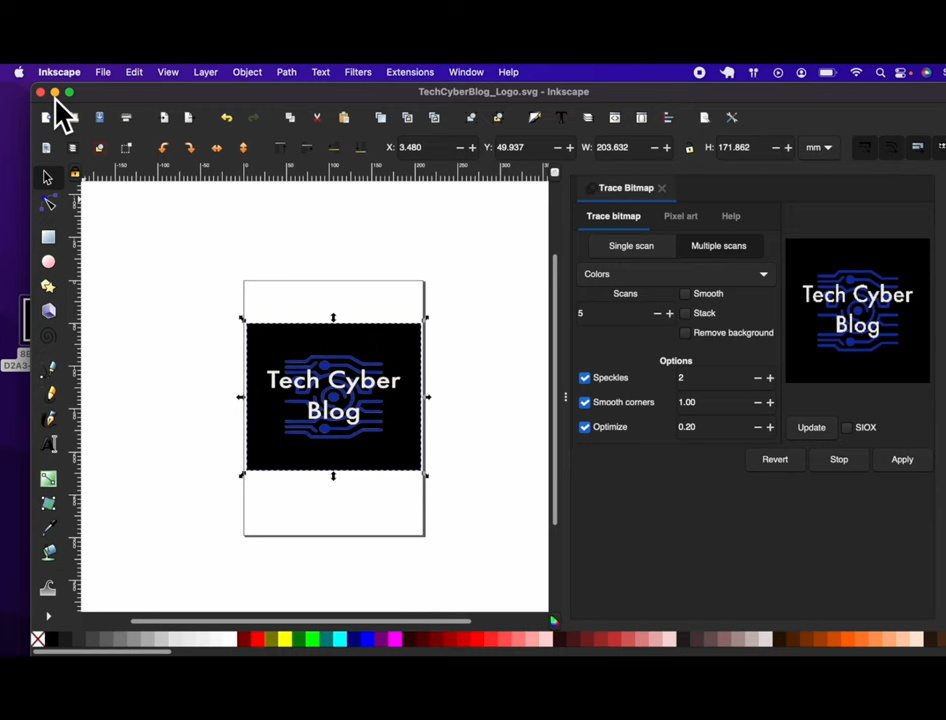 Inkscape File Edit View Layer Object Path Text Filters Extensions Window Help
TechCyberBlog_Logo.svg - Inkscape
X: 3.480 Y: 49.937 W: 203.632 H: 171.862 mm
Trace Bitmap
Trace bitmap Pixel art Help
Single scan Multiple scans
Colors
Scans Smooth
5 Stack
Remove background
Options
Speckles 2
Smooth corners 1.00
Optimize 0.20
Update SIOX
Revert Stop Apply
Tech Cyber
Blog
Tech Cyber
Blog
D2A3-